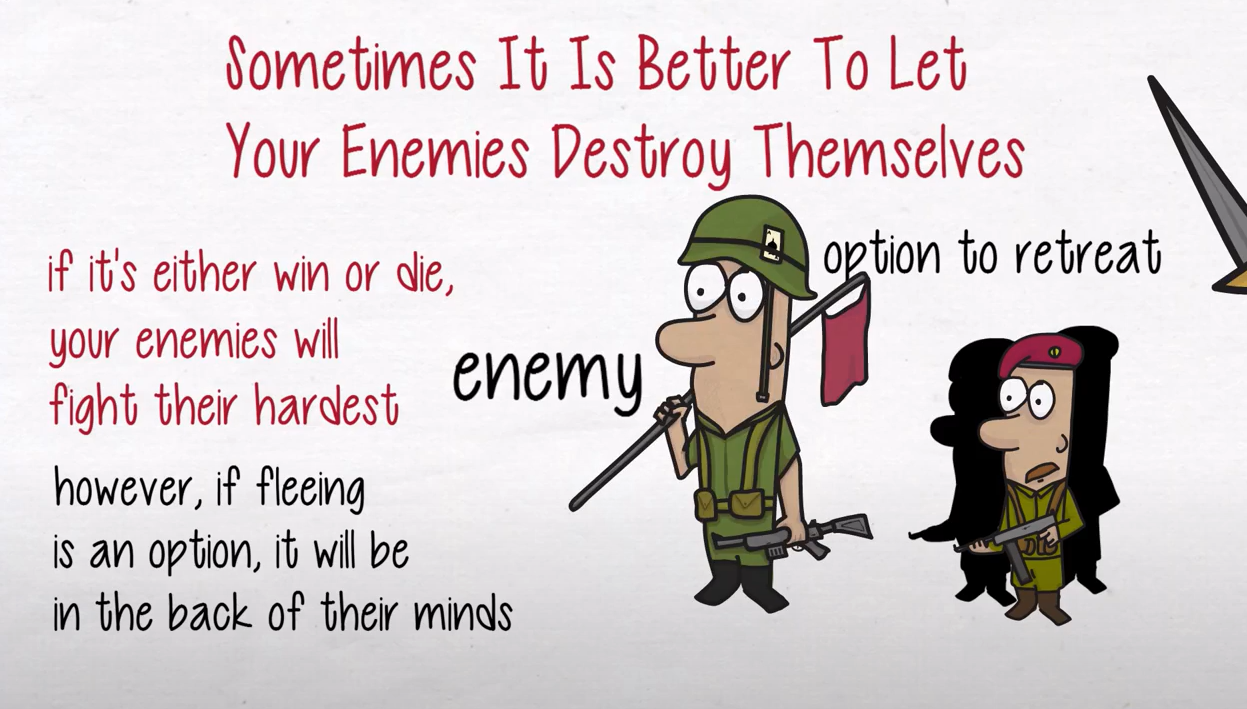 Sometimes It Is Better To Let
Your Enemies Destroy Themselves
if it's either win or die,
your enemies will
fight their hardest
however, if fleeing
is an option, it will be
in the back of their minds
enemy
option to retreat